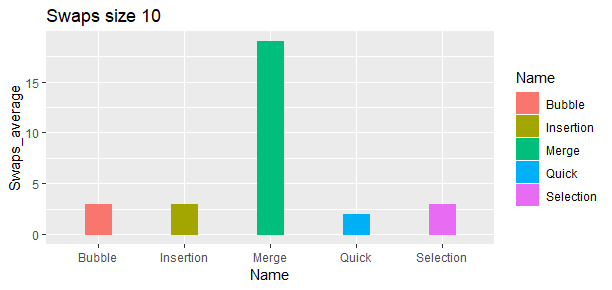 Swaps size 10
Swaps_average
15
10
5
0
Bubble
Insertion
Merge
Quick
Selection
Name
Name
Bubble
Insertion
Merge
Quick
Selection